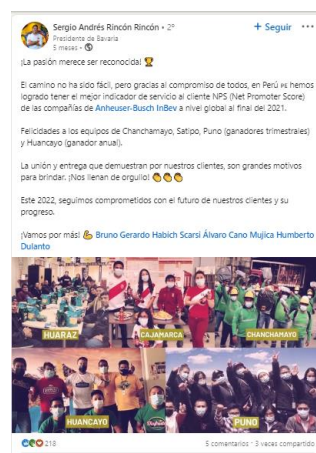 Sergio Andrés Rincón Rincón • 2º
+ Seguir ...
Presidente de Bavaria
5 meses •
¡La pasión merece ser reconocida! 🏆
El camino no ha sido fácil, pero gracias al compromiso de todos, en Perú 🇵🇪 hemos
logrado tener el mejor indicador de servicio al cliente NPS (Net Promoter Score)
de las compañías de Anheuser-Busch InBev a nivel global al final del 2021.
Felicidades a los equipos de Chanchamayo, Satipo, Puno (ganadores trimestrales)
y Huancayo (ganador anual).
La unión y entrega que demuestran por nuestros clientes, son grandes motivos
para brindar. ¡Nos llenan de orgullo! 👏👏👏
Este 2022, seguimos comprometidos con el futuro de nuestros clientes y su
progreso.
¡Vamos por más! 💪 Bruno Gerardo Habich Scarsi Álvaro Cano Mujica Humberto
Dulanto
HUARAZ
CAJAMARCA
CHANCHAMAYO
HUANCAYO
PUNO
218
5 comentarios • 3 veces compartido